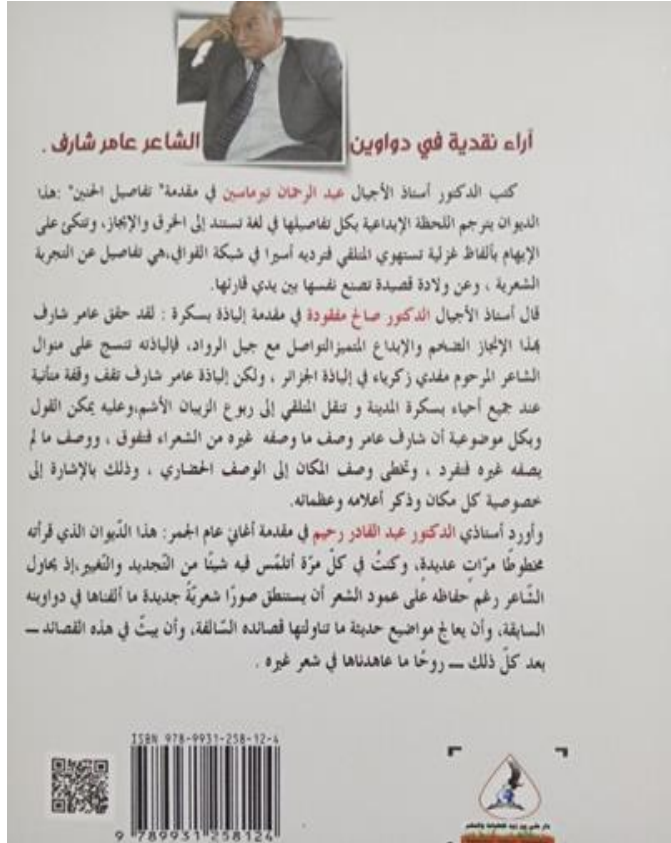 أراء نقدية في دواوين الشاعر عامر شارف .
كتب الدكتور أستاذ الأجيال عبد الرحمان تبرماسين في مقدمة" تفاصيل الحنين" :هذا
الديوان يترجم اللحظة الإبداعية بكل تفاصيلها في لغة تستند إلى الخرق والإيجاز، وتتكئ على
الإيهام بألفاظ غزلية تستهوي المتلقي فترديه أسيرا في شبكة القوافي،هي تفاصيل عن التجربة
الشعرية ، وعن ولادة قصيدة تصنع نفسها بين يدي قارئها.
قال أستاذ الأجيال الدكتور صالح مفقودة في مقدمة إلياذة بسكرة : لقد حقق عامر شارف
بهذا الإنجاز الضخم والإبداع المتميزالتواصل مع جيل الرواد، فإلياذته تنسج على منوال
الشاعر المرحوم مفدي زكرياء في إلياذة الجزائر ، ولكن إلياذة عامر شارف تقف وقفة متأنية
عند جميع أحياء بسكرة المدينة و تنقل المتلقي إلى ربوع الزيبان الأشم،وعليه يمكن القول
وبكل موضوعية أن شارف عامر وصف ما وصفه غيره من الشعراء فتفوق ، ووصف ما لم
يصفه غيره فتفرد ، وتخطى وصف المكان إلى الوصف الحضاري ، وذلك بالإشارة إلى
خصوصية كل مكان وذكر أعلامه وعظمائه.
وأورد أستاذي الدكتور عبد القادر رحيم في مقدمة أغانيّ عام الجمر: هذا الدّيوان الذي قرأته
مخطوطًا مرّاتٍ عديدةٍ، وكنتُ في كلّ مرّة أتلمّس فيه شيئًا من التّجديد والتّغيير،إذ يحاول
الشّاعر رغم حفاظه على عمود الشعر أن يستنطق صورًا شعريّةً جديدة ما ألفناها في دواوينه
السابقة، وأن يعالج مواضيع حديثة ما تناولتها قصائده السّالفة، وأن يبثّ في هذه القصائد ــ
بعد كلّ ذلك ــ روحًا ما عاهدناها في شعر غيره .
ISBN 978-9931-258-12-4
9 789931 258124